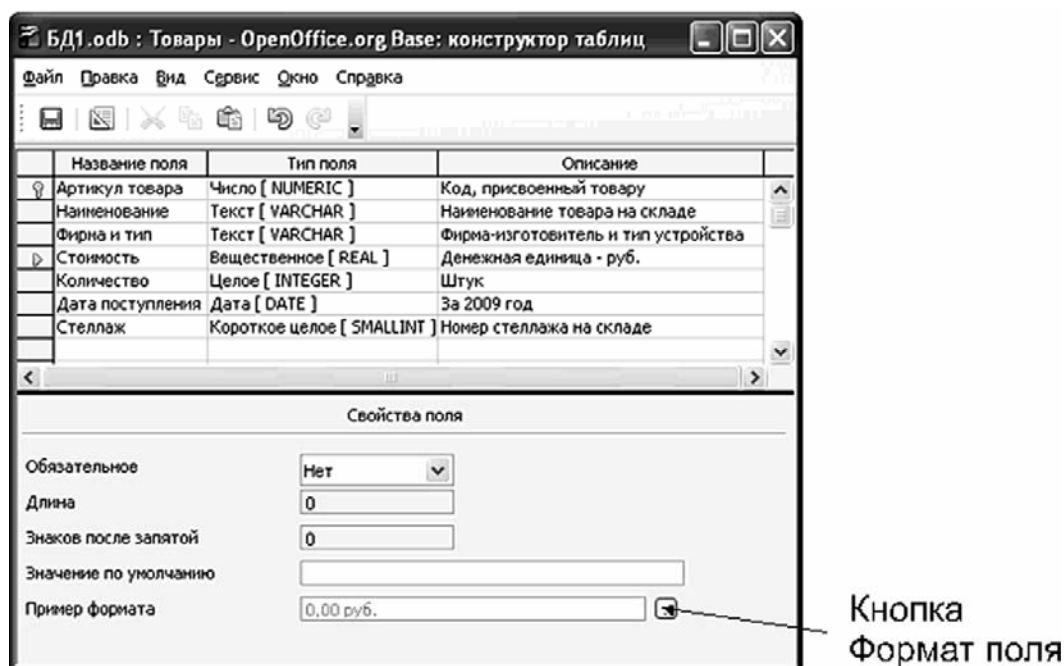 БД1.odb : Товары - OpenOffice.org Base: конструктор таблиц
Файл Правка Вид Сервис Окно Справка
Название поля Тип поля Описание
Артикул товара Число [ NUMERIC ] Код, присвоенный товару
Наименование Текст [ VARCHAR ] Наименование товара на складе
Фирма и тип Текст [ VARCHAR ] Фирма-изготовитель и тип устройства
Стоимость Вещественное [ REAL ] Денежная единица - руб.
Количество Целое [ INTEGER ] Штук
Дата поступления Дата [ DATE ] За 2009 год
Стеллаж Короткое целое [ SMALLINT ] Номер стеллажа на складе
Свойства поля
Обязательное Нет
Длина 0
Знаков после запятой 0
Значение по умолчанию
Пример формата 0,00 руб.
Кнопка
Формат поля